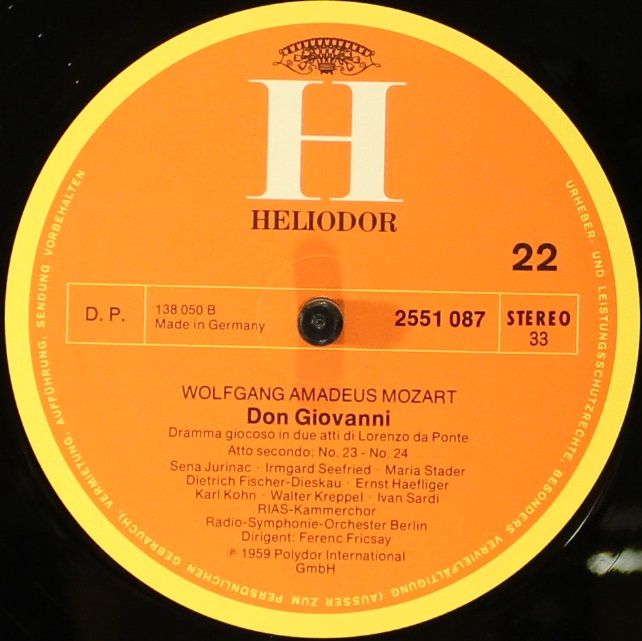 H
HELIODOR
22
D. P.
138 050 B
Made in Germany
2551 087
STEREO
33
WOLFGANG AMADEUS MOZART
Don Giovanni
Dramma giocoso in due atti di Lorenzo da Ponte
Atto secondo: No. 23 - No. 24
Sena Jurinac · Irmgard Seefried · Maria Stader
Dietrich Fischer-Dieskau · Ernst Haefliger
Karl Kohn · Walter Kreppel · Ivan Sardi
RIAS-Kammerchor
Radio-Symphonie-Orchester Berlin
Dirigent: Ferenc Fricsay
℗ 1959 Polydor International
GmbH
URHEBER- UND LEISTUNGSSCHUTZRECHTE BESONDERS VERVIELFÄLTIGUNG (AUSSER ZUM PERSÖNLICHEN GEBRAUCH), VERMIETUNG, AUFFÜHRUNG, SENDUNG VORBEHALTEN